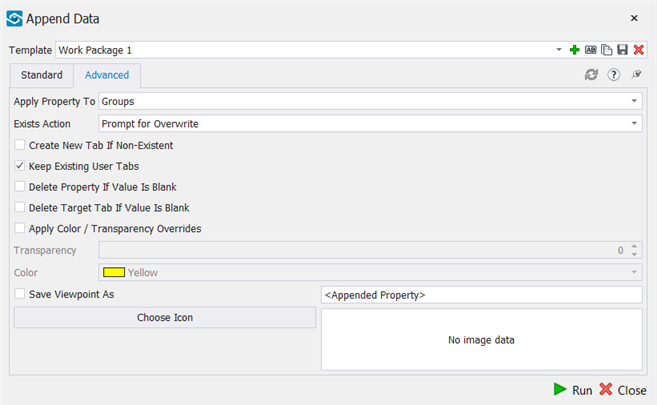 Append Data
Template Work Package 1
Standard Advanced
Apply Property To Groups
Exists Action Prompt for Overwrite
Create New Tab If Non-Existent
Keep Existing User Tabs
Delete Property If Value Is Blank
Delete Target Tab If Value Is Blank
Apply Color / Transparency Overrides
Transparency 0
Color Yellow
Save Viewpoint As <Appended Property>
Choose Icon
No image data
Run Close